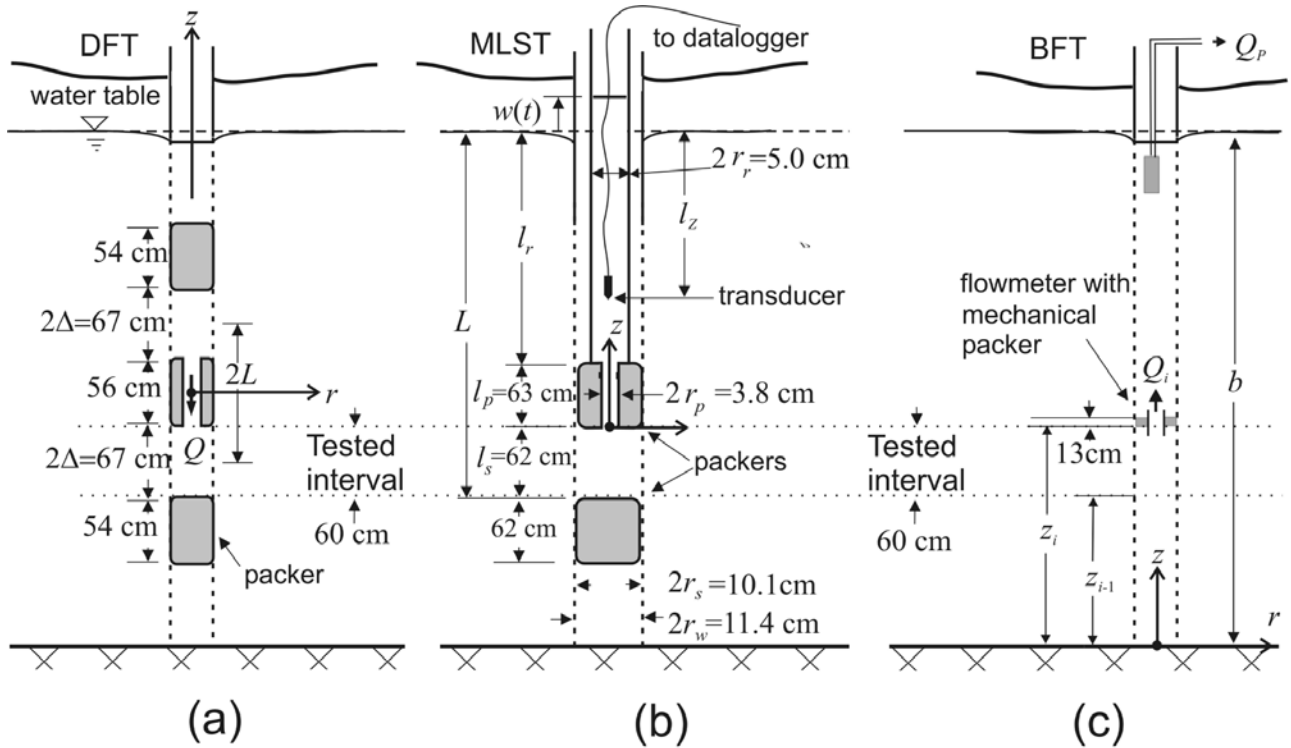 z
DFT
water table
54 cm
2Δ=67 cm
56 cm
2L
r
2Δ=67 cm
Q
54 cm
packer
Tested
interval
60 cm
(a)
MLST
to datalogger
w(t)
2 r_r=5.0 cm
l_r
l_z
L
transducer
z
l_p=63 cm
2 r_p=3.8 cm
l_s=62 cm
packers
62 cm
2r_s=10.1cm
2r_w=11.4 cm
(b)
BFT
Q_P
flowmeter with
mechanical
packer
Q_i
b
13cm
Tested
interval
60 cm
z_i
z_{i-1}
z
r
(c)